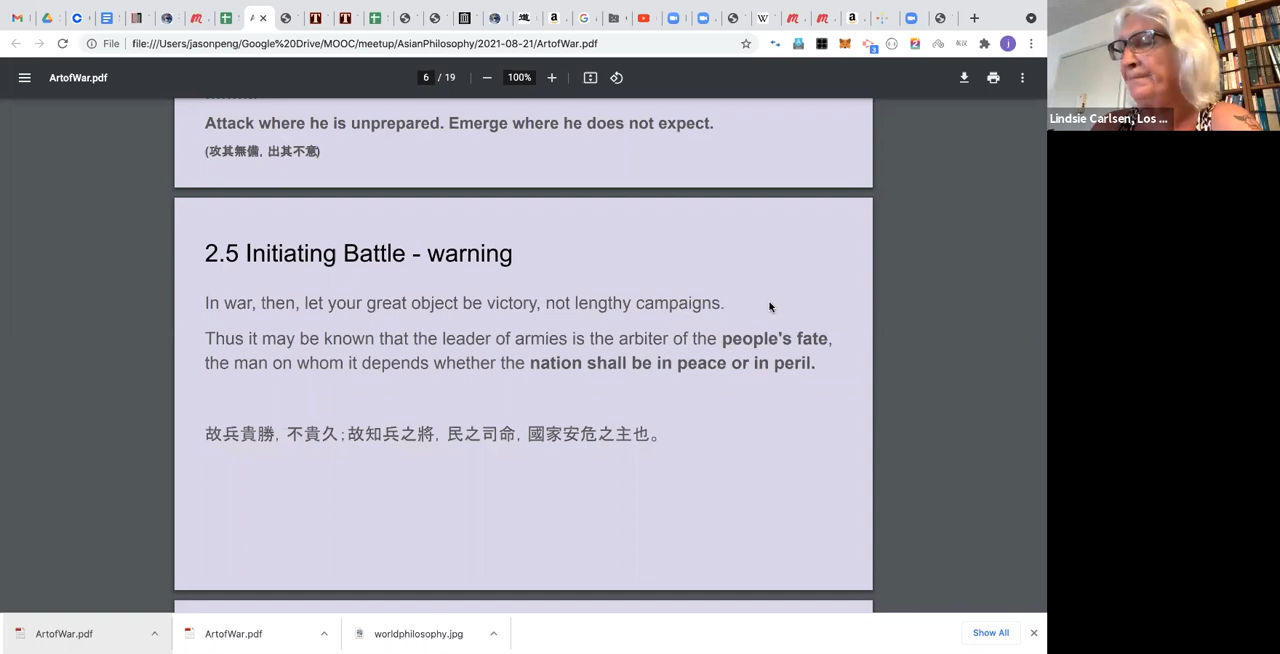 File
file:///Users/jasonpeng/Google%20Drive/MOOC/meetup/AsianPhilosophy/2021-08-21/ArtofWar.pdf
ArtofWar.pdf
6 / 19
100%
Attack where he is unprepared. Emerge where he does not expect.
(攻其無備, 出其不意)
Lindsie Carlsen, Los ...
2.5 Initiating Battle - warning
In war, then, let your great object be victory, not lengthy campaigns.
Thus it may be known that the leader of armies is the arbiter of the people's fate,
the man on whom it depends whether the nation shall be in peace or in peril.
故兵貴勝, 不貴久;故知兵之將, 民之司命, 國家安危之主也。
ArtofWar.pdf
ArtofWar.pdf
worldphilosophy.jpg
Show All